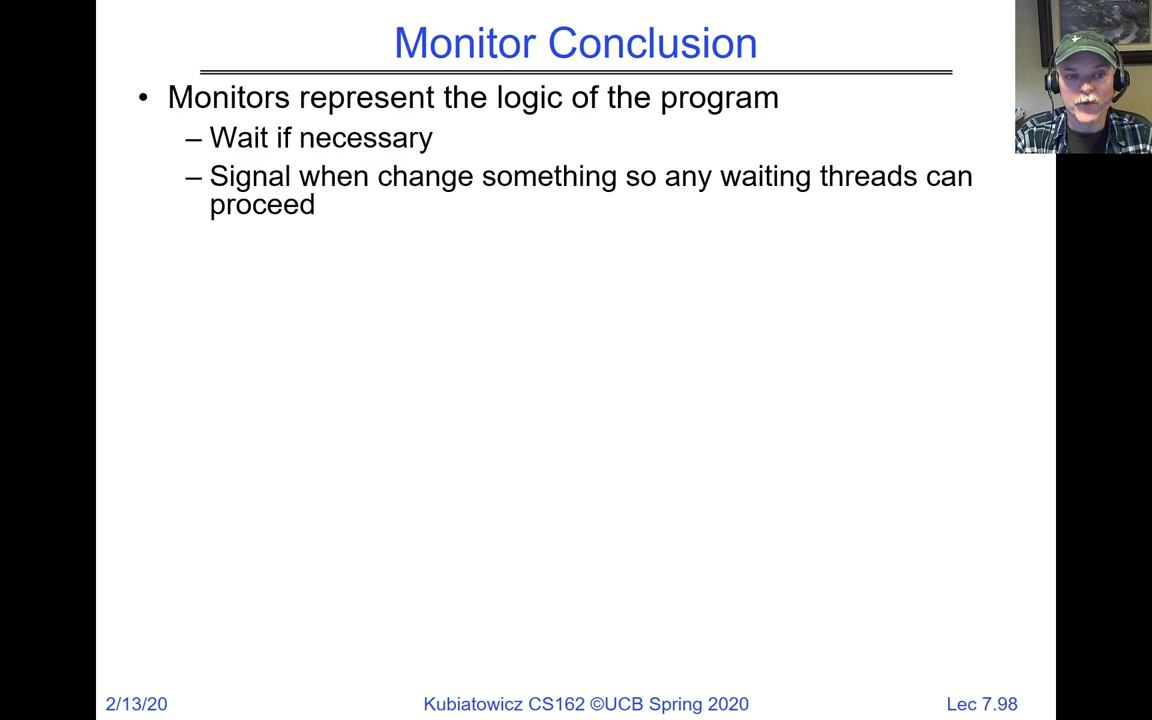 Monitor Conclusion
• Monitors represent the logic of the program
– Wait if necessary
– Signal when change something so any waiting threads can
proceed
2/13/20 Kubiatowicz CS162 ©UCB Spring 2020 Lec 7.98